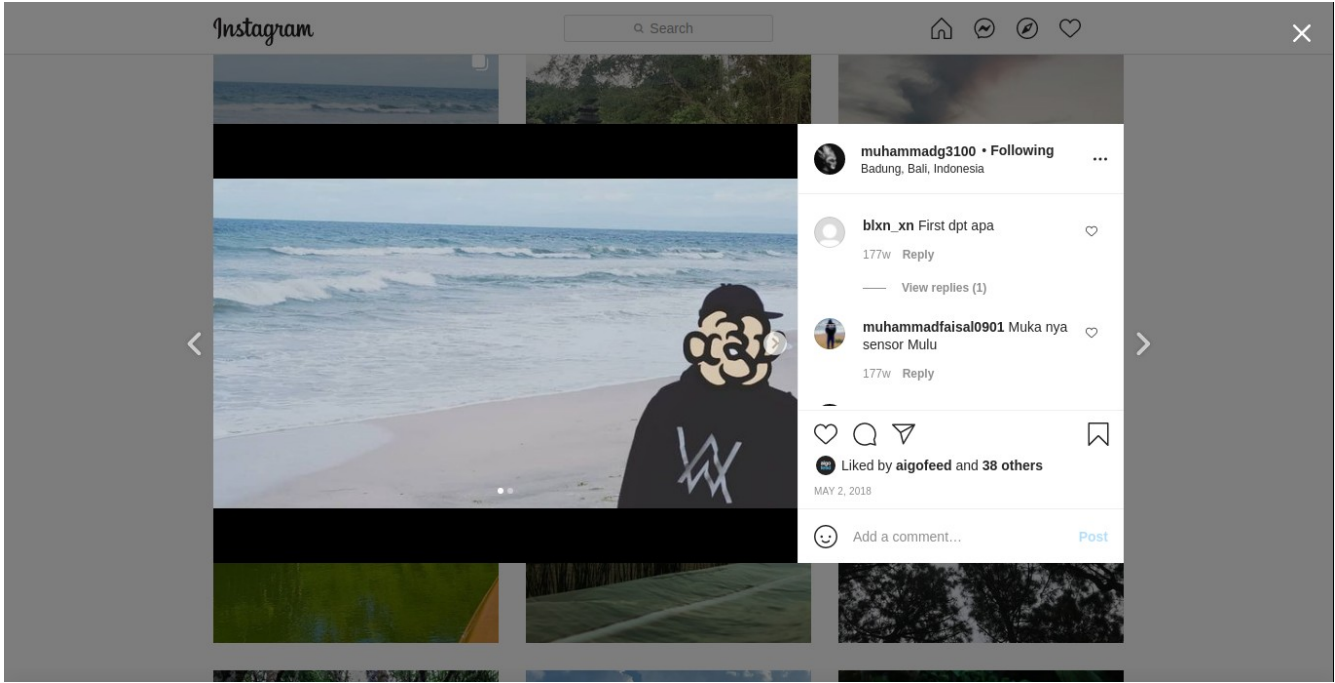 Instagram
Search
muhammadg3100 • Following
Badung, Bali, Indonesia
blxn_xn First dpt apa
177w Reply
View replies (1)
muhammadfaisal0901 Muka nya
sensor Mulu
177w Reply
Liked by aigofeed and 38 others
MAY 2, 2018
Add a comment…
Post